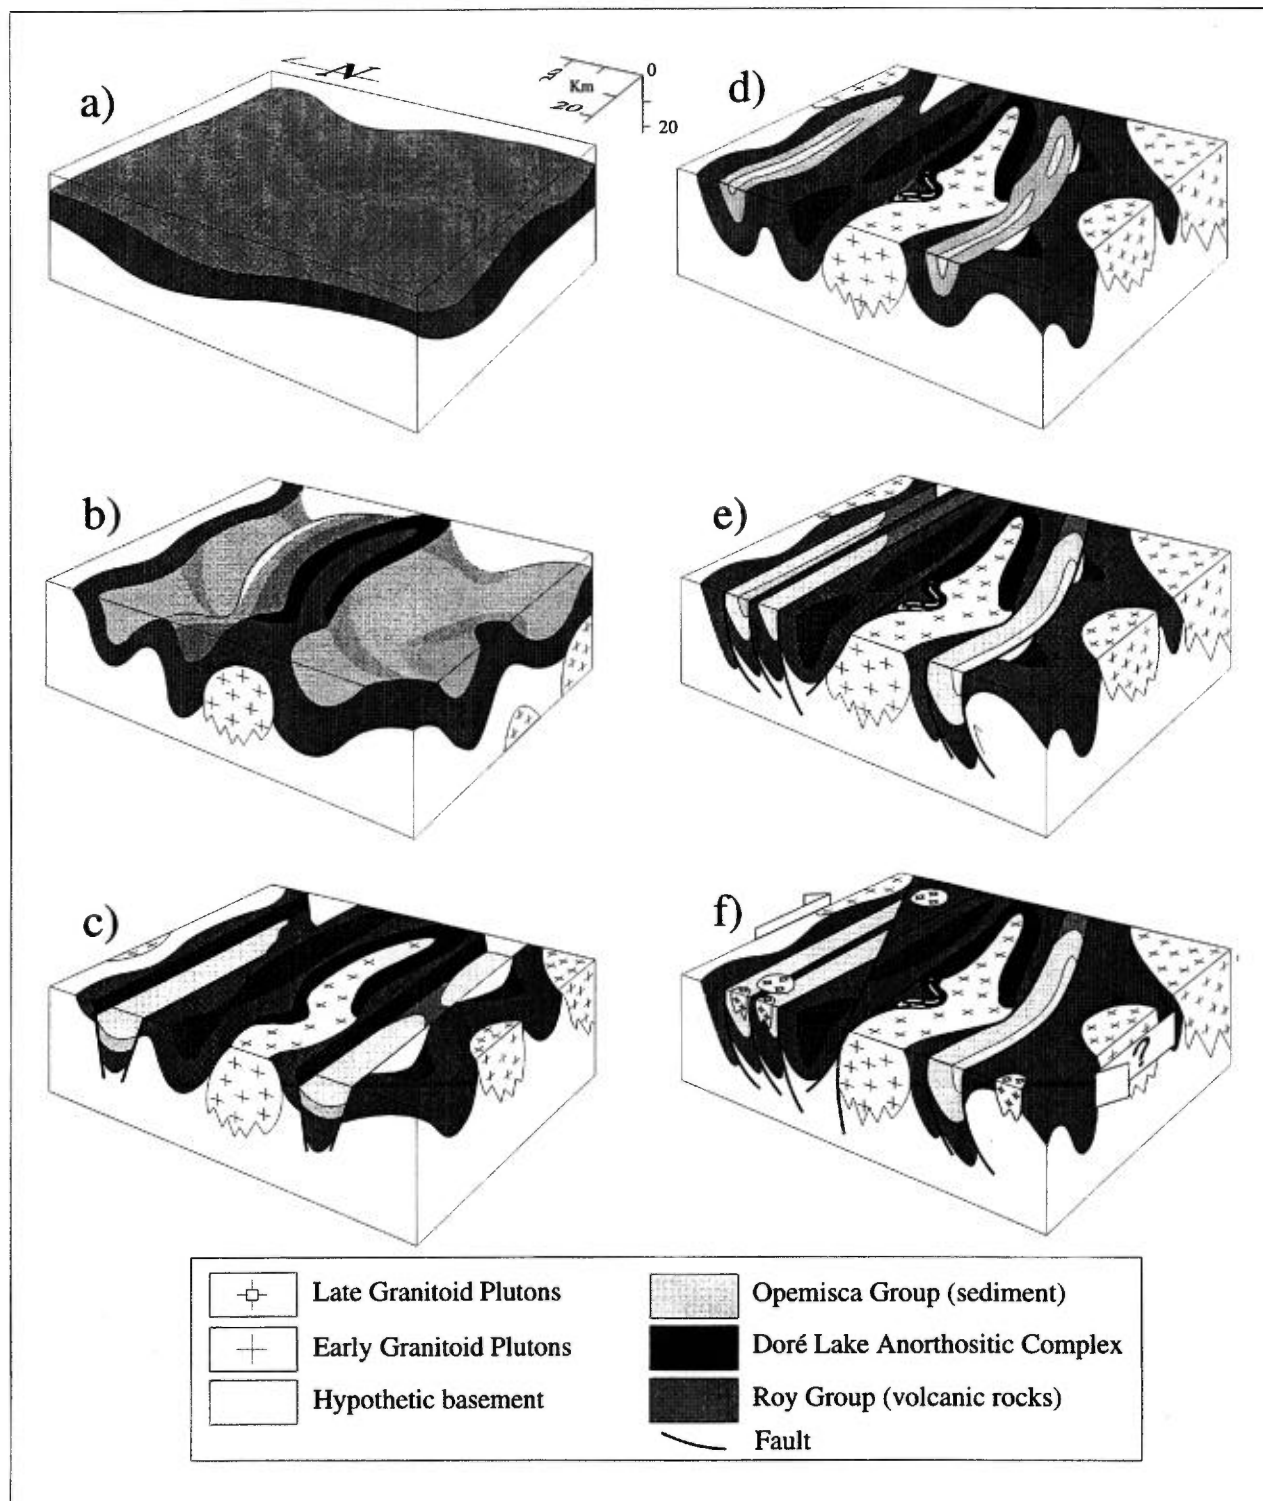 a)
N
0
Km
20
20
20
d)
b)
e)
c)
f)
?
Late Granitoid Plutons
Early Granitoid Plutons
Hypothetic basement
Opemisca Group (sediment)
Doré Lake Anorthositic Complex
Roy Group (volcanic rocks)
Fault